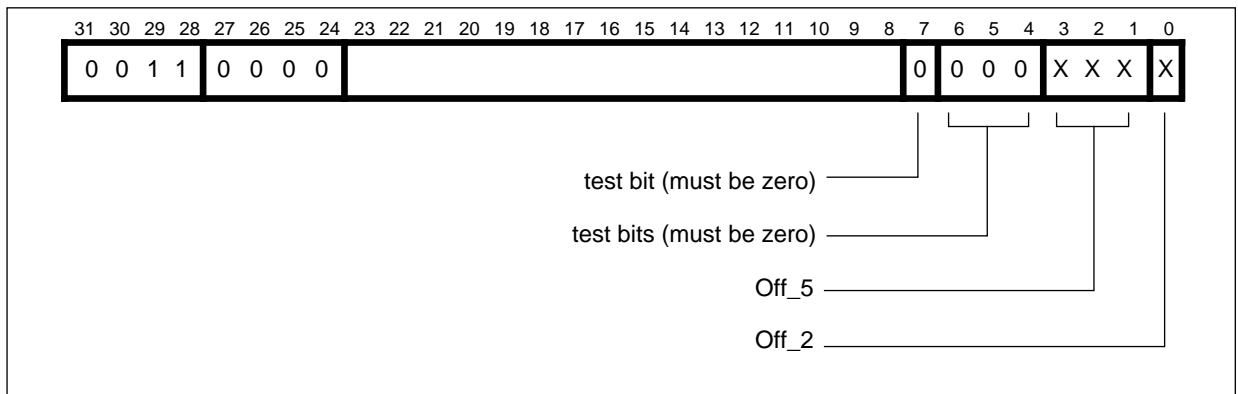 31 30 29 28 27 26 25 24 23 22 21 20 19 18 17 16 15 14 13 12 11 10 9 8 7 6 5 4 3 2 1 0
0 0 1 1 0 0 0 0 0 0 0 0 X X X X
test bit (must be zero)
test bits (must be zero)
Off_5
Off_2